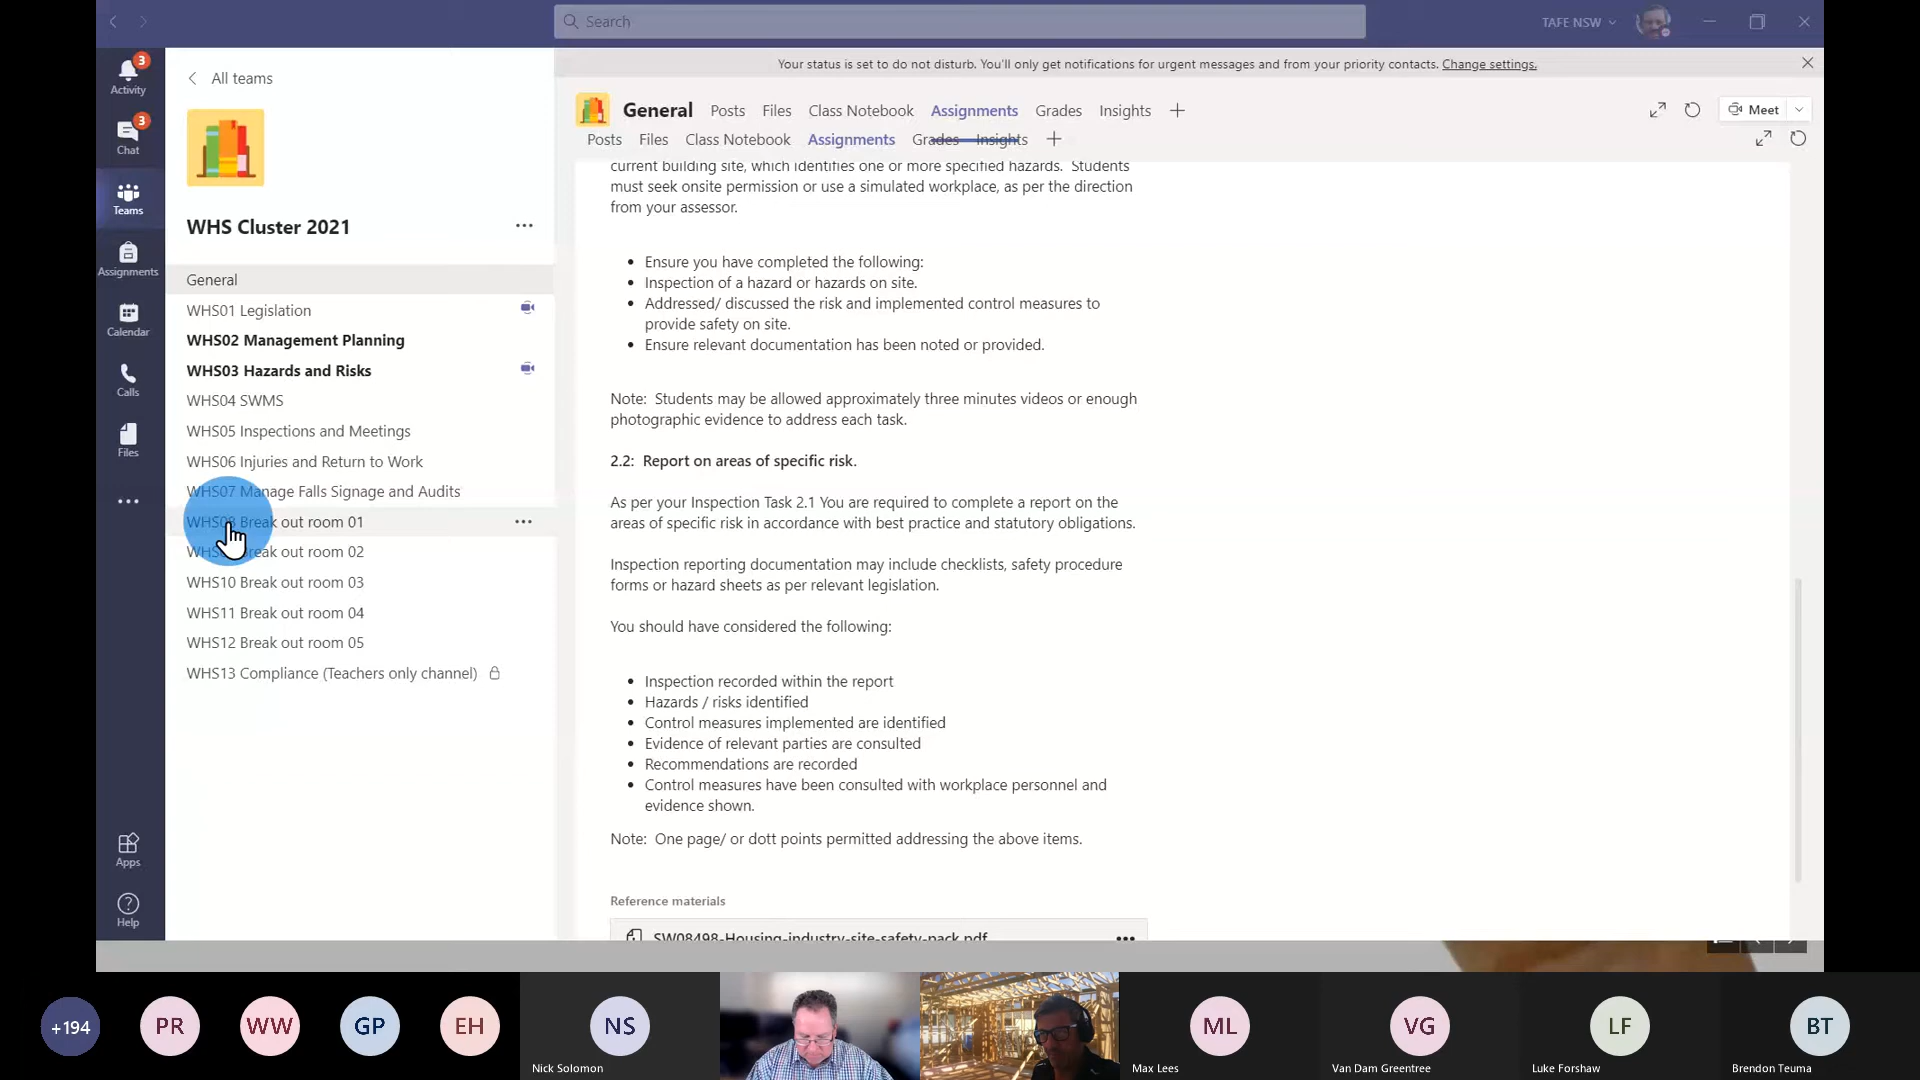 Search
TAFE NSW
Activity
3
Chat
3
Teams
Assignments
Calendar
Calls
Files
Apps
Help
All teams
WHS Cluster 2021
General
WHS01 Legislation
WHS02 Management Planning
WHS03 Hazards and Risks
WHS04 SWMS
WHS05 Inspections and Meetings
WHS06 Injuries and Return to Work
WHS07 Manage Falls Signage and Audits
WHS08 Break out room 01
Break out room 02
WHS10 Break out room 03
WHS11 Break out room 04
WHS12 Break out room 05
WHS13 Compliance (Teachers only channel)
Your status is set to do not disturb. You'll only get notifications for urgent messages and from your priority contacts. Change settings.
General Posts Files Class Notebook Assignments Grades Insights
Meet
Posts Files Class Notebook Assignments Grades Insights
current building site, which identifies one or more specified hazards. Students
must seek onsite permission or use a simulated workplace, as per the direction
from your assessor.
Ensure you have completed the following:
Inspection of a hazard or hazards on site.
Addressed/ discussed the risk and implemented control measures to
provide safety on site.
Ensure relevant documentation has been noted or provided.
Note: Students may be allowed approximately three minutes videos or enough
photographic evidence to address each task.
2.2: Report on areas of specific risk.
As per your Inspection Task 2.1 You are required to complete a report on the
areas of specific risk in accordance with best practice and statutory obligations.
Inspection reporting documentation may include checklists, safety procedure
forms or hazard sheets as per relevant legislation.
You should have considered the following:
Inspection recorded within the report
Hazards / risks identified
Control measures implemented are identified
Evidence of relevant parties are consulted
Recommendations are recorded
Control measures have been consulted with workplace personnel and
evidence shown.
Note: One page/ or dott points permitted addressing the above items.
Reference materials
SW08498-Housing-industry-site-safety-pack.pdf
+194
PR
WW
GP
EH
NS
Nick Solomon
ML
Max Lees
VG
Van Dam Greentree
LF
Luke Forshaw
BT
Brendon Teuma